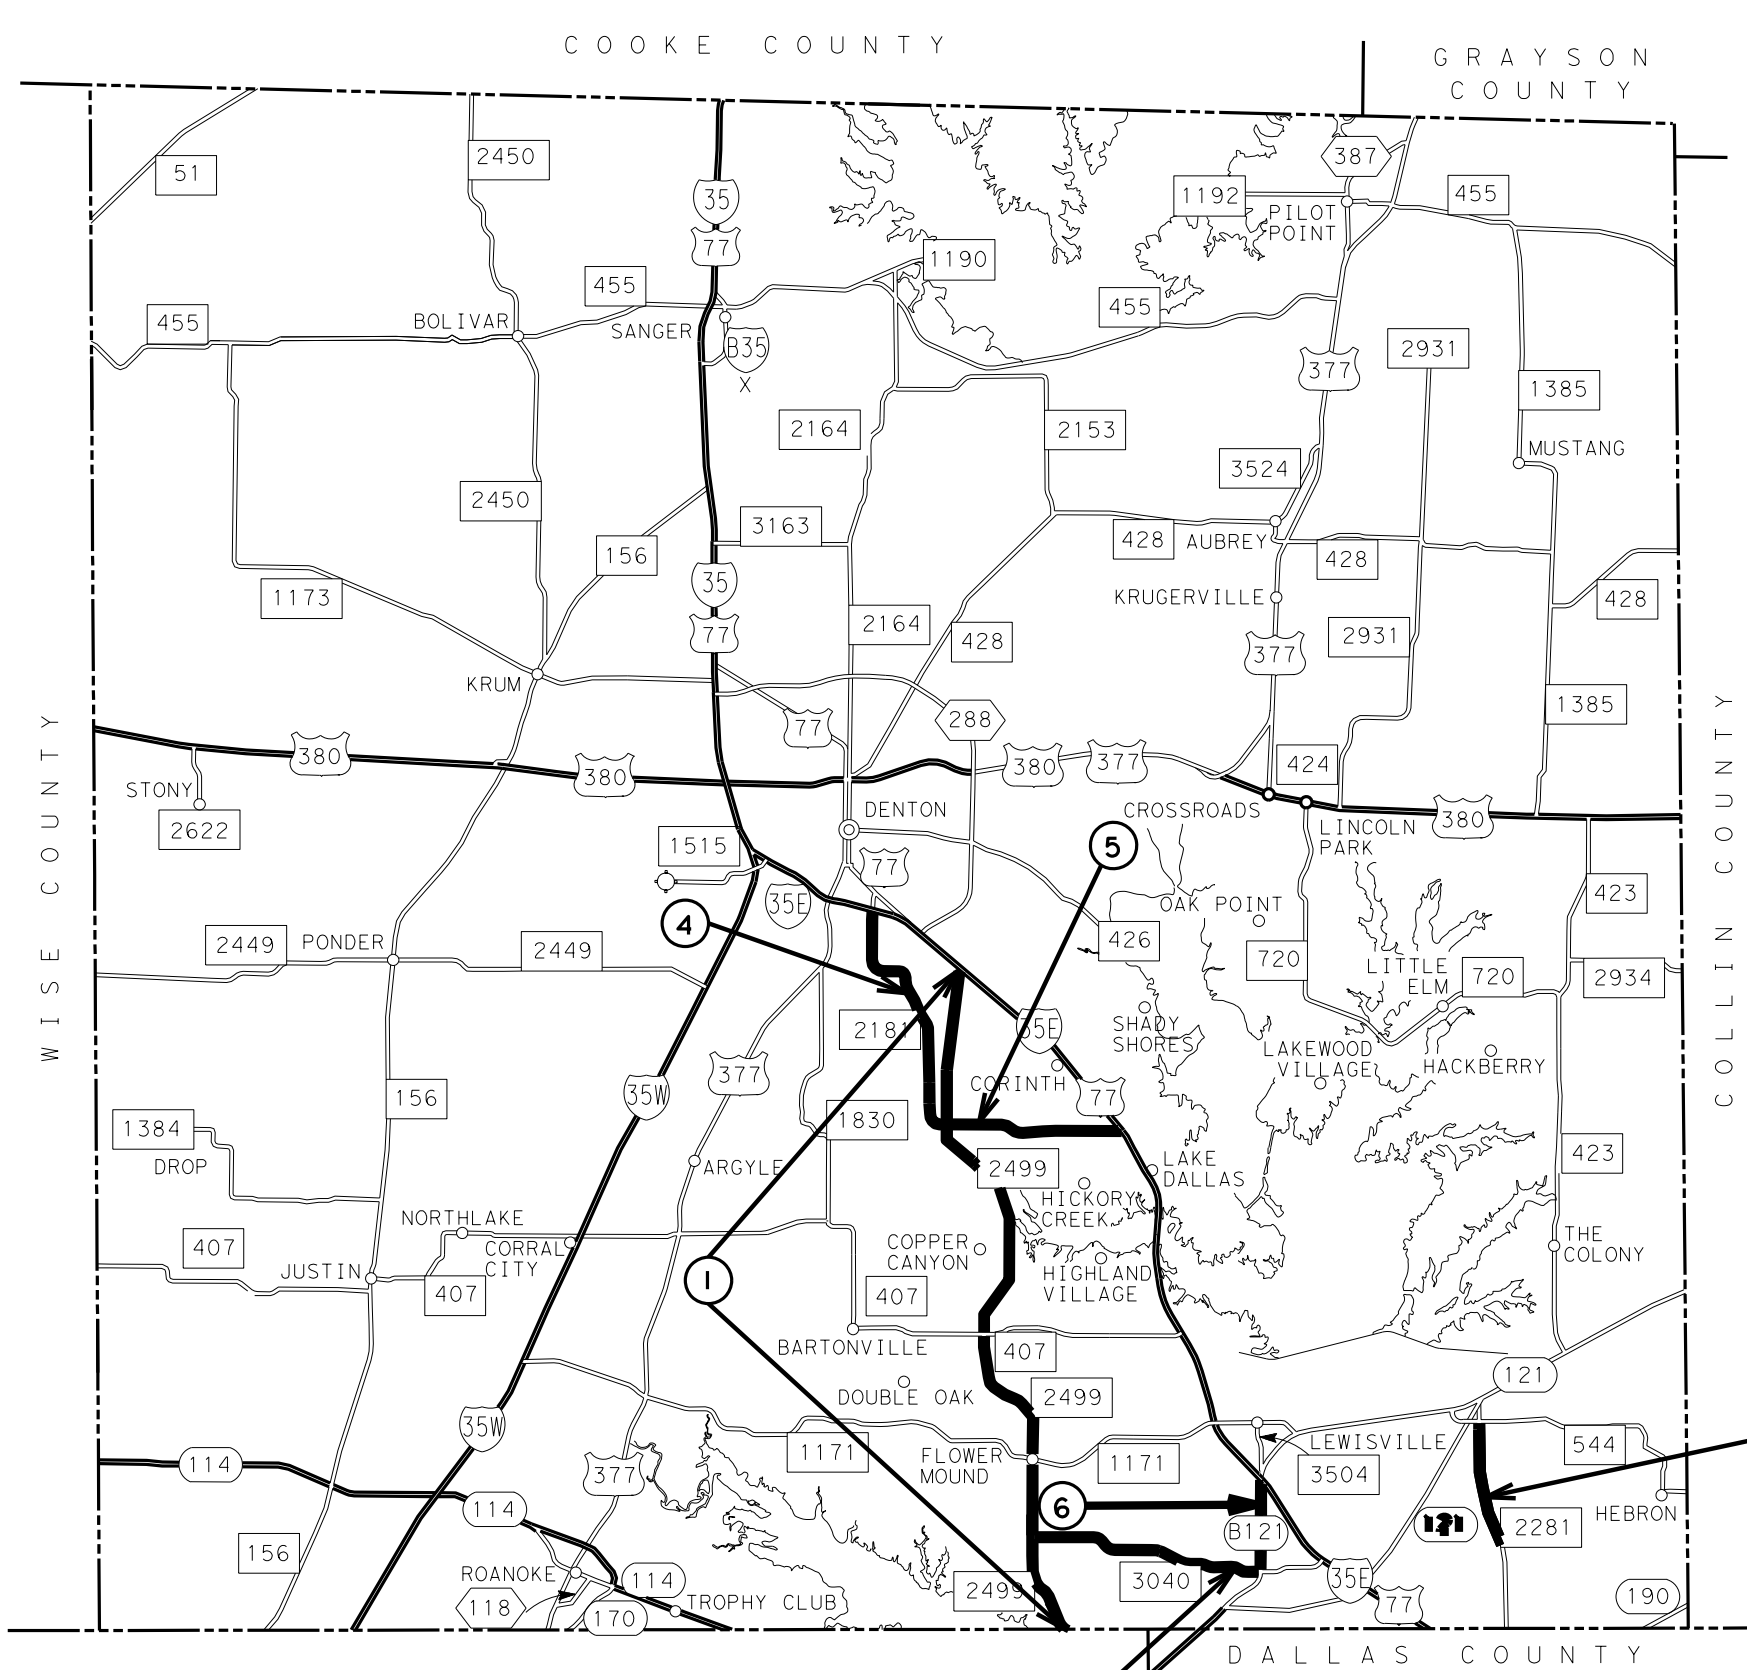 COOKE COUNTY
GRAYSON
COUNTY
387
51
2450
1192
455
35
PILOT
POINT
77
1190
455
455
455
BOLIVAR
SANGER
B35
X
377
2931
1385
2164
2153
MUSTANG
3524
2450
3163
428
AUBREY
156
428
35
1173
KRUGERVILLE
428
2164
77
428
2931
377
KRUM
1385
77
288
WISE COUNTY
COLLIN COUNTY
380
380
380
377
424
STONY
DENTON
CROSSROADS
380
2622
LINCOLN
PARK
1515
5
77
423
35E
OAK POINT
4
426
2449
PONDER
2449
720
LITTLE
ELM
720
2934
2181
35E
SHADY
SHORES
LAKEWOOD
VILLAGE
HACKBERRY
377
CORINTH
35W
156
77
1384
1830
DROP
ARGYLE
2499
LAKE
DALLAS
423
HICKORY
CREEK
NORTHLAKE
407
CORRAL
CITY
COPPER
CANYON
THE
COLONY
JUSTIN
407
1
HIGHLAND
VILLAGE
407
BARTONVILLE
407
121
DOUBLE OAK
2499
35W
1171
FLOWER
MOUND
1171
LEWISVILLE
544
114
377
3504
114
6
HEBRON
B121
121
2281
156
ROANOKE
114
2499
3040
35E
190
118
170
TROPHY CLUB
77
DALLAS COUNTY